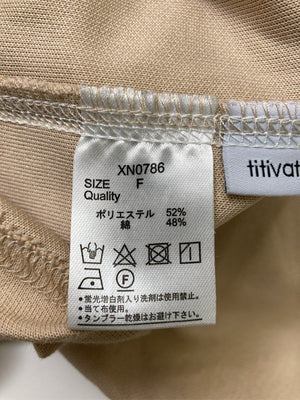 XN0786
SIZE F
Quality
ポリエステル 52%
綿 48%
F
・蛍光増白剤入り洗剤は使用禁止。
・当て布使用。
・タンブラー乾燥はお避け下さい。
titivat